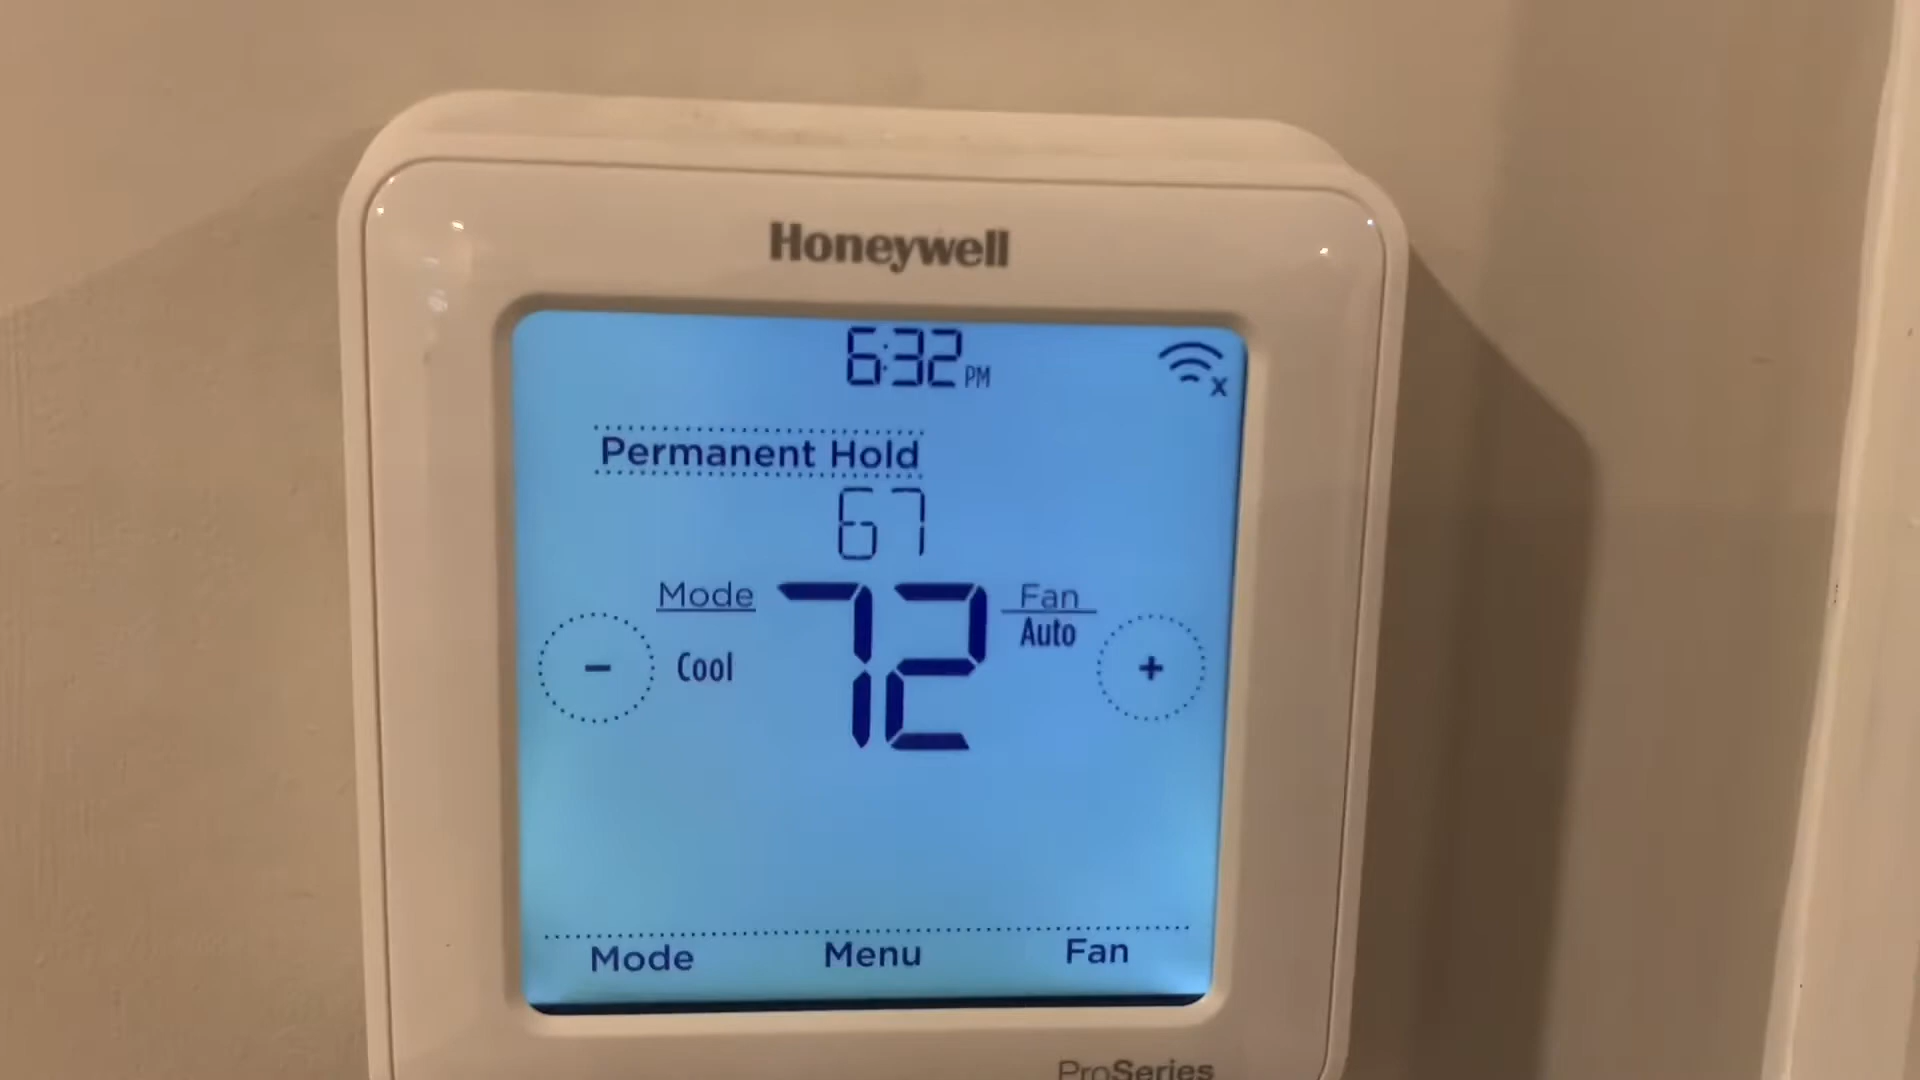 Honeywell
6:32 PM
x
Permanent Hold
67
Mode
Fan
72
Auto
- Cool +
Mode Menu Fan
ProSeries